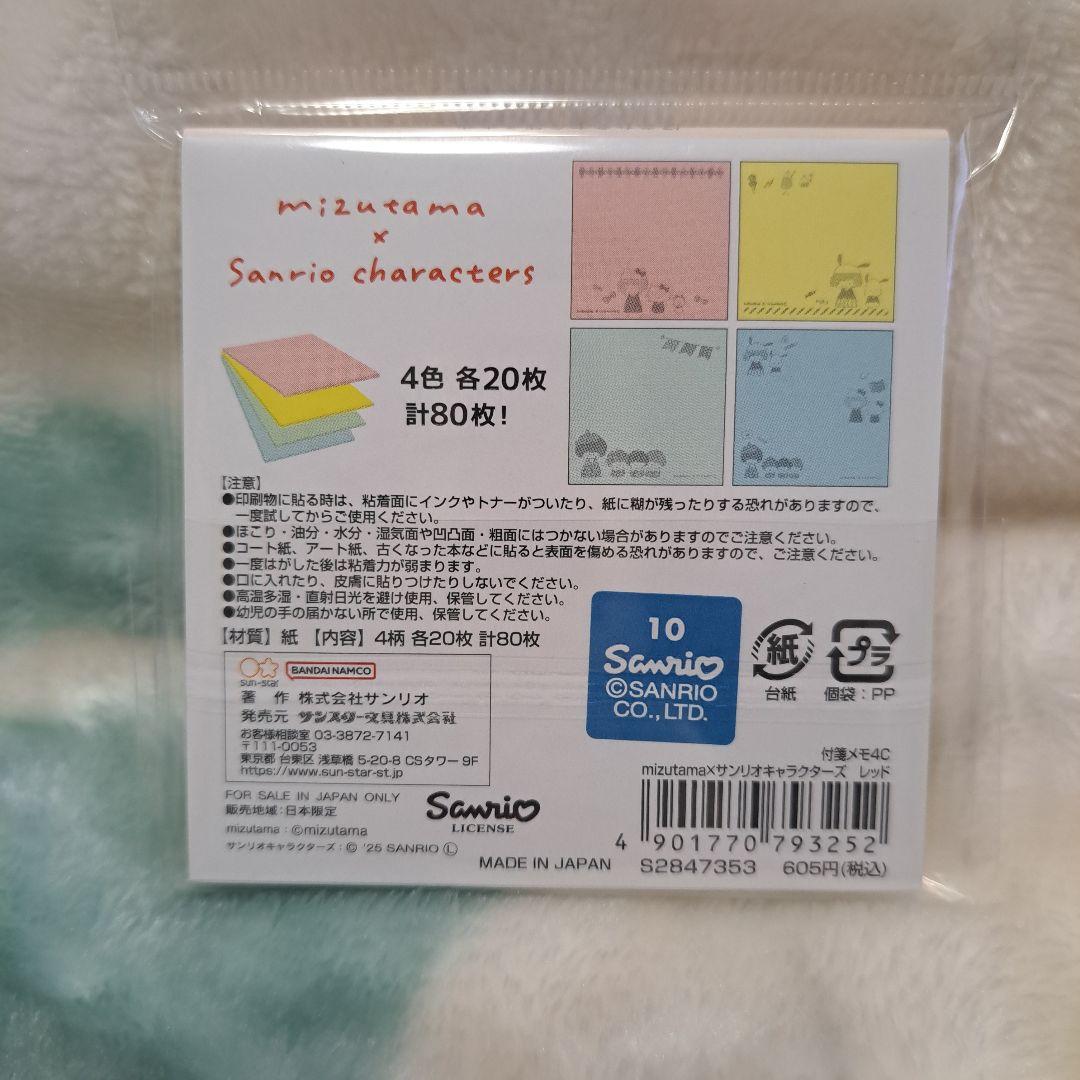 mizutama
×
Sanrio characters
4色 各20枚
計80枚!
【注意】
●印刷物に貼る時は、粘着面にインクやトナーがついたり、紙に糊が残ったりする恐れがありますので、
一度試してからご使用ください。
●ほこり・油分・水分・湿気面や凹凸面・粗面にはつかない場合がありますのでご注意ください。
●コート紙、アート紙、古くなった本などに貼ると表面を傷める恐れがありますので、ご注意ください。
●一度はがした後は粘着力が弱まります。
●口に入れたり、皮膚に貼りつけたりしないでください。
●高温多湿・直射日光を避け使用、保管してください。
●幼児の手の届かない所で使用、保管してください。
【材質】紙 【内容】4柄 各20枚 計80枚
sun-star
BANDAI NAMCO
著 作 株式会社サンリオ
発売元 サンスター文具株式会社
お客様相談室 03-3872-7141
〒111-0053
東京都 台東区 浅草橋 5-20-8 CSタワー 9F
https://www.sun-star-st.jp
10
Sanrio
©SANRIO
CO., LTD.
紙
台紙
プラ
個袋:PP
FOR SALE IN JAPAN ONLY
販売地域:日本限定
mizutama:©mizutama
サンリオキャラクターズ:© '25 SANRIO Ⓛ
Sanrio
LICENSE
MADE IN JAPAN
付箋メモ4C
mizutama×サンリオキャラクターズ レッド
4 901770 793252
S2847353 605円(税込)